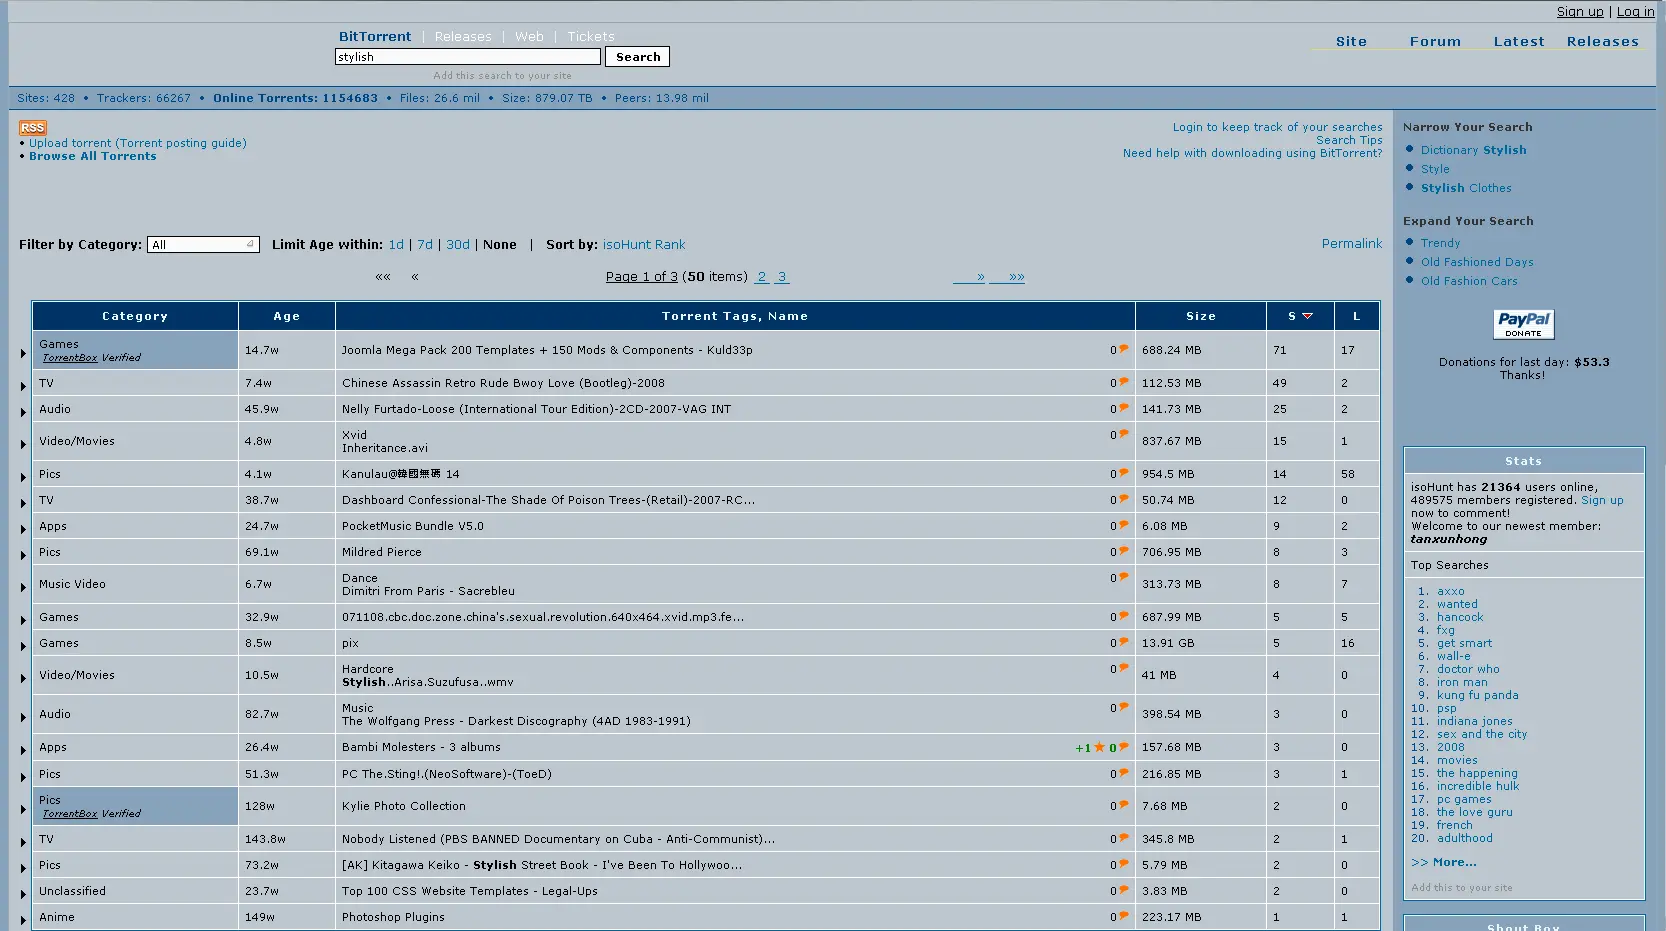 Sign up | Log in
BitTorrent | Releases | Web | Tickets
Site Forum Latest Releases
stylish Search
Add this search to your site
Sites: 428 • Trackers: 66267 • Online Torrents: 1154683 • Files: 26.6 mil • Size: 879.07 TB • Peers: 13.98 mil
RSS
• Upload torrent (Torrent posting guide)
• Browse All Torrents
Login to keep track of your searches
Search Tips
Need help with downloading using BitTorrent?
Filter by Category: All Limit Age within: 1d | 7d | 30d | None | Sort by: isoHunt Rank
Permalink
«« « Page 1 of 3 (50 items) 2 3 » »»
Category Age Torrent Tags, Name Size S L
Games
TorrentBox Verified
14.7w Joomla Mega Pack 200 Templates + 150 Mods & Components - Kuld33p 0 688.24 MB 71 17
TV 7.4w Chinese Assassin Retro Rude Bwoy Love (Bootleg)-2008 0 112.53 MB 49 2
Audio 45.9w Nelly Furtado-Loose (International Tour Edition)-2CD-2007-VAG INT 0 141.73 MB 25 2
Video/Movies 4.8w Xvid 0 837.67 MB 15 1
Inheritance.avi
Pics 4.1w Kanulau@韓國無碼 14 0 954.5 MB 14 58
TV 38.7w Dashboard Confessional-The Shade Of Poison Trees-(Retail)-2007-RC... 0 50.74 MB 12 0
Apps 24.7w PocketMusic Bundle V5.0 0 6.08 MB 9 2
Pics 69.1w Mildred Pierce 0 706.95 MB 8 3
Music Video 6.7w Dance 0 313.73 MB 8 7
Dimitri From Paris - Sacrebleu
Games 32.9w 071108.cbc.doc.zone.china's.sexual.revolution.640x464.xvid.mp3.fe... 0 687.99 MB 5 5
Games 8.5w pix 0 13.91 GB 5 16
Video/Movies 10.5w Hardcore 0 41 MB 4 0
Stylish..Arisa.Suzufusa..wmv
Audio 82.7w Music 0 398.54 MB 3 0
The Wolfgang Press - Darkest Discography (4AD 1983-1991)
Apps 26.4w Bambi Molesters - 3 albums +1 0 157.68 MB 3 0
Pics 51.3w PC The.Sting!.(NeoSoftware)-(ToeD) 0 216.85 MB 3 1
Pics
TorrentBox Verified
128w Kylie Photo Collection 0 7.68 MB 2 0
TV 143.8w Nobody Listened (PBS BANNED Documentary on Cuba - Anti-Communist)... 0 345.8 MB 2 1
Pics 73.2w [AK] Kitagawa Keiko - Stylish Street Book - I've Been To Hollywoo... 0 5.79 MB 2 0
Unclassified 23.7w Top 100 CSS Website Templates - Legal-Ups 0 3.83 MB 2 0
Anime 149w Photoshop Plugins 0 223.17 MB 1 1
Narrow Your Search
Dictionary Stylish
Style
Stylish Clothes
Expand Your Search
Trendy
Old Fashioned Days
Old Fashion Cars
PayPal
DONATE
Donations for last day: $53.3
Thanks!
Stats
isoHunt has 21364 users online,
489575 members registered. Sign up
now to comment!
Welcome to our newest member:
tanxunhong
Top Searches
1. axxo
2. wanted
3. hancock
4. fxg
5. get smart
6. wall-e
7. doctor who
8. iron man
9. kung fu panda
10. psp
11. indiana jones
12. sex and the city
13. 2008
14. movies
15. the happening
16. incredible hulk
17. pc games
18. the love guru
19. french
20. adulthood
>> More...
Add this to your site
Shout Box